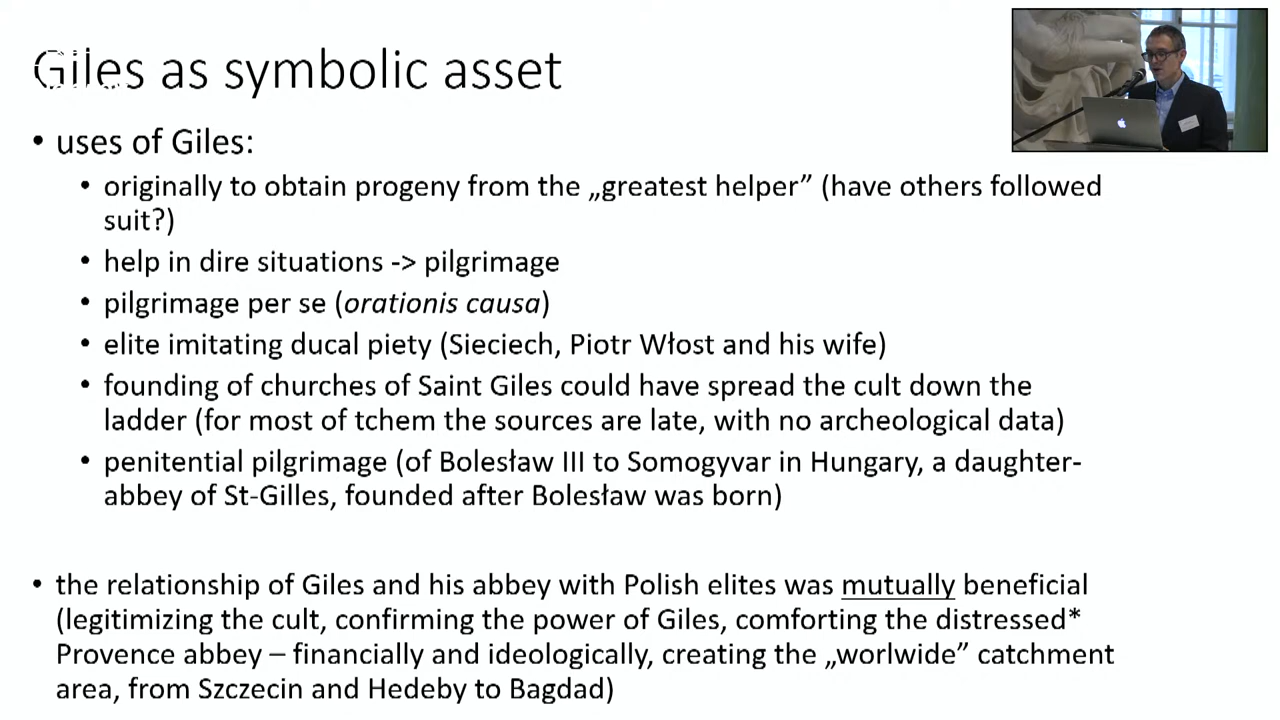 Giles as symbolic asset
• uses of Giles:
• originally to obtain progeny from the „greatest helper” (have others followed
suit?)
• help in dire situations -> pilgrimage
• pilgrimage per se (orationis causa)
• elite imitating ducal piety (Sieciech, Piotr Włost and his wife)
• founding of churches of Saint Giles could have spread the cult down the
ladder (for most of tchem the sources are late, with no archeological data)
• penitential pilgrimage (of Bolesław III to Somogyvar in Hungary, a daughter-
abbey of St-Gilles, founded after Bolesław was born)
• the relationship of Giles and his abbey with Polish elites was mutually beneficial
(legitimizing the cult, confirming the power of Giles, comforting the distressed*
Provence abbey – financially and ideologically, creating the „worlwide” catchment
area, from Szczecin and Hedeby to Bagdad)